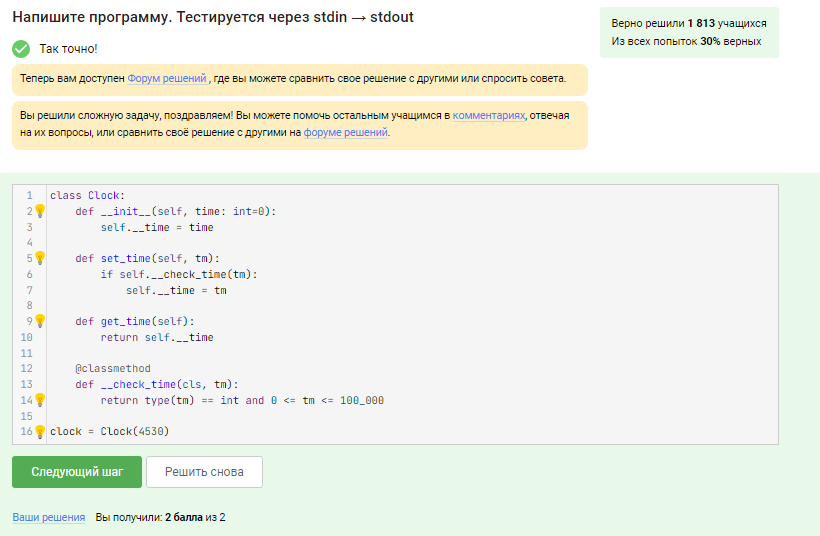 Напишите программу. Тестируется через stdin → stdout
Верно решили 1 813 учащихся
Из всех попыток 30% верных
Так точно!
Теперь вам доступен Форум решений , где вы можете сравнить свое решение с другими или спросить совета.
Вы решили сложную задачу, поздравляем! Вы можете помочь остальным учащимся в комментариях, отвечая
на их вопросы, или сравнить своё решение с другими на форуме решений.
1 class Clock:
2     def __init__(self, time: int=0):
3         self.__time = time
4
5     def set_time(self, tm):
6         if self.__check_time(tm):
7             self.__time = tm
8
9     def get_time(self):
10         return self.__time
11
12     @classmethod
13     def __check_time(cls, tm):
14         return type(tm) == int and 0 <= tm <= 100_000
15
16 clock = Clock(4530)
Следующий шаг
Решить снова
Ваши решения Вы получили: 2 балла из 2